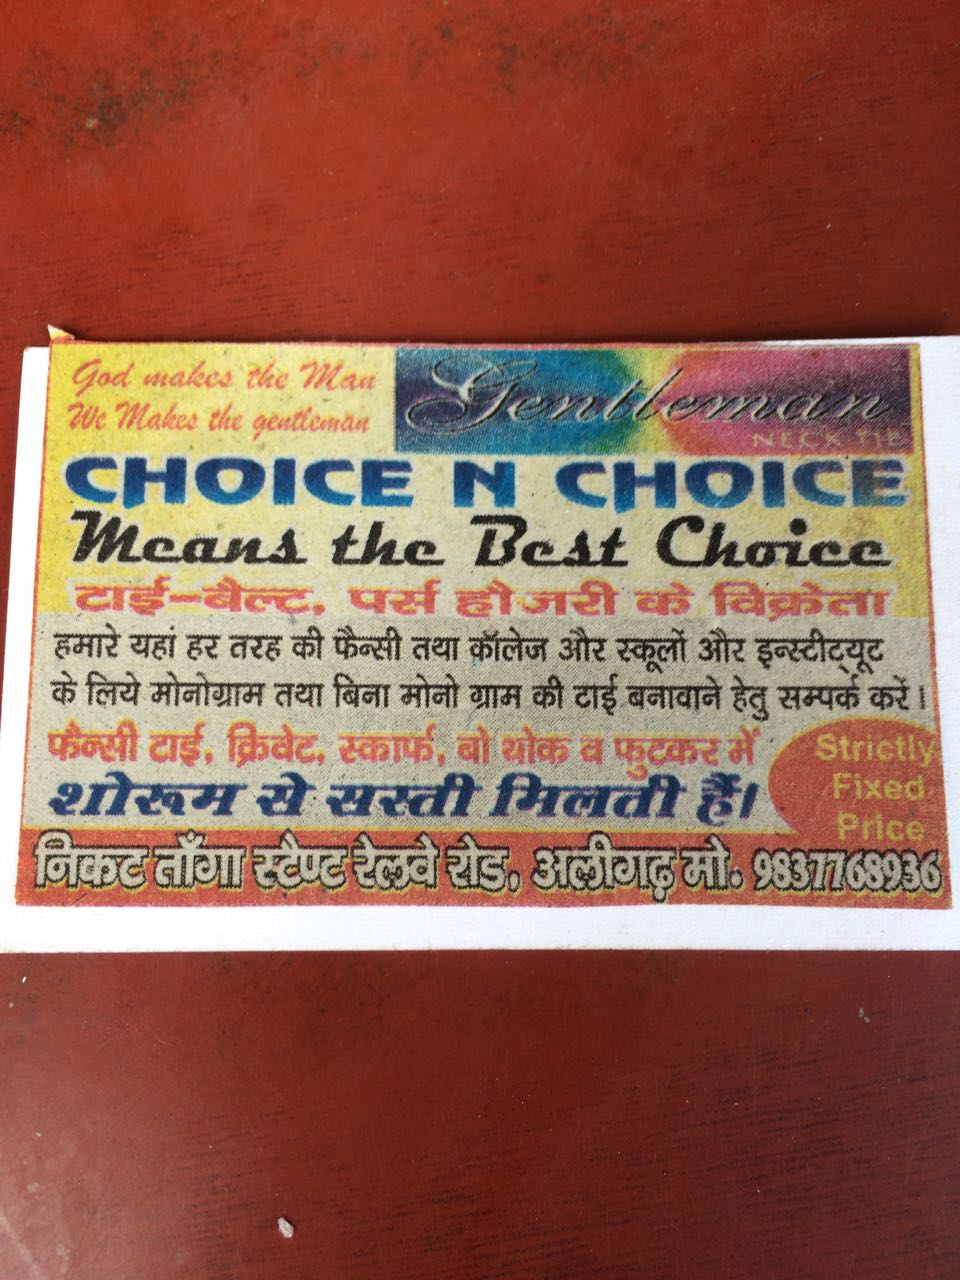 God makes the Man
We Makes the gentleman
Gentleman
NECK TIE
CHOICE N CHOICE
Means the Best Choice
टाई-बैल्ट, पर्स हौजरी के विक्रेता
हमारे यहां हर तरह की फैन्सी तथा कॉलेज और स्कूलों और इन्स्टीट्यूट
के लिये मोनोग्राम तथा बिना मोनो ग्राम की टाई बनावाने हेतु सम्पर्क करें।
फैन्सी टाई, क्रिवेट, स्कार्फ, बो थोक व फुटकर में
शोरूम से सस्ती मिलती हैं।
Strictly
Fixed
Price
निकट ताँगा स्टेण्ट रेलवे रोड, अलीगढ़ मो. 9837768936